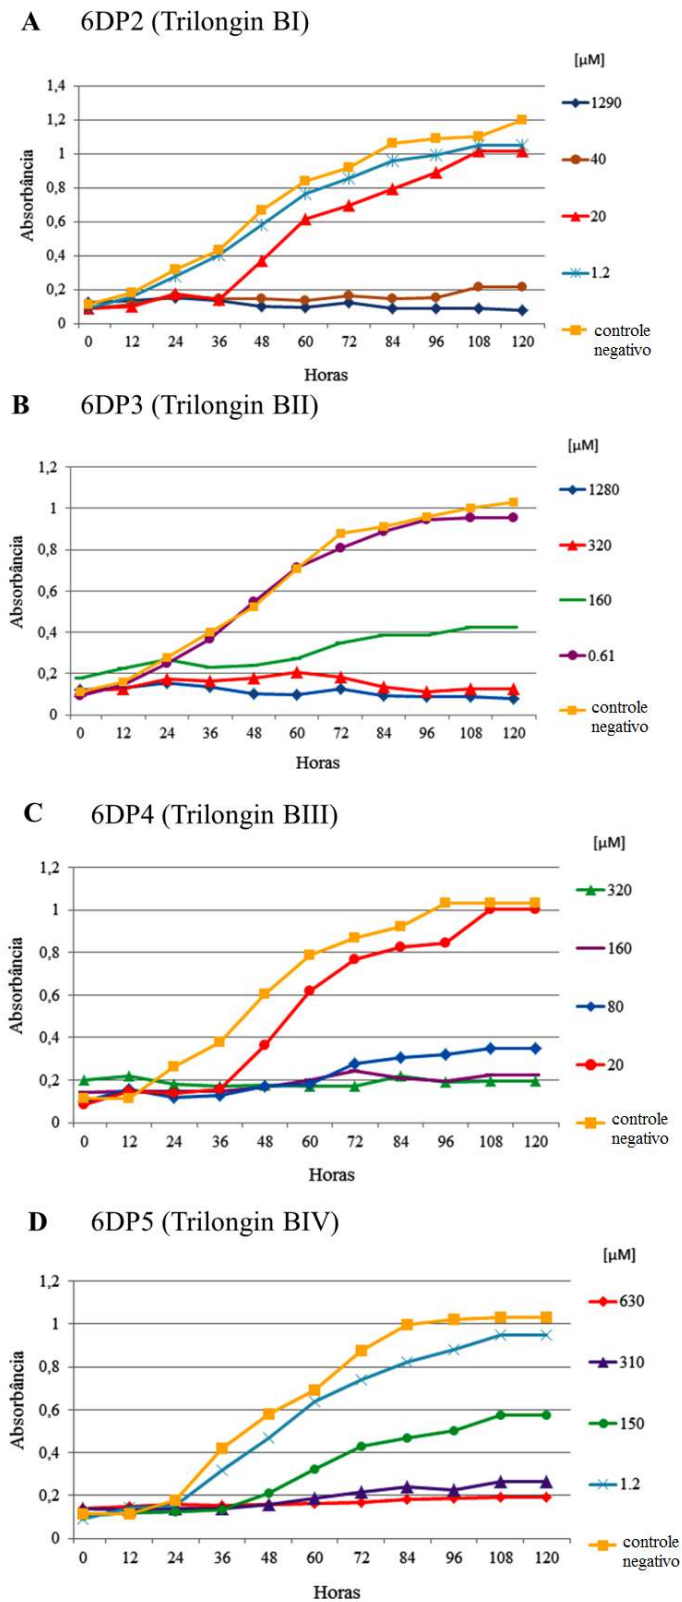 A 6DP2 (Trilongin BI)
[µM]
1,4
1,2
1
0,8
0,6
0,4
0,2
0
Absorbância
0 12 24 36 48 60 72 84 96 108 120
Horas
1290
40
20
1.2
controle
negativo
B 6DP3 (Trilongin BII)
[µM]
1,2
1
0,8
0,6
0,4
0,2
0
Absorbância
0 12 24 36 48 60 72 84 96 108 120
Horas
1280
320
160
0.61
controle
negativo
C 6DP4 (Trilongin BIII)
[µM]
1,2
1
0,8
0,6
0,4
0,2
0
Absorbância
0 12 24 36 48 60 72 84 96 108 120
Horas
320
160
80
20
controle
negativo
D 6DP5 (Trilongin BIV)
[µM]
1,2
1
0,8
0,6
0,4
0,2
0
Absorbância
0 12 24 36 48 60 72 84 96 108 120
Horas
630
310
150
1.2
controle
negativo